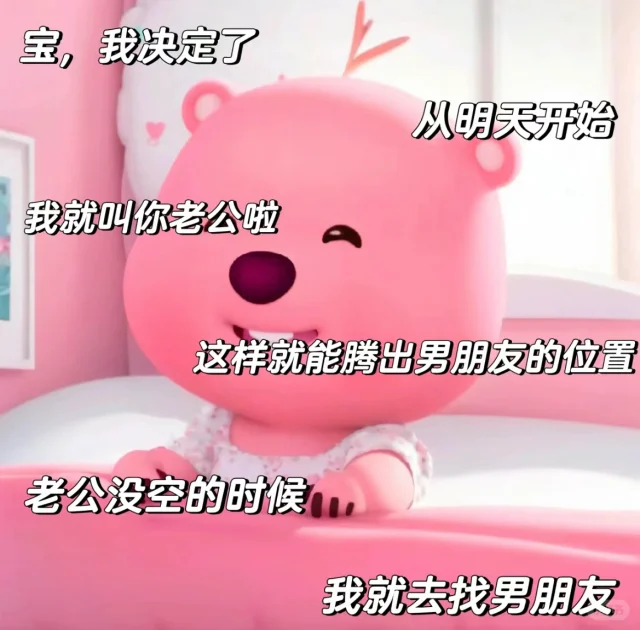 宝，我决定了
从明天开始
我就叫你老公啦
这样就能腾出男朋友的位置
老公没空的时候
我就去找男朋友